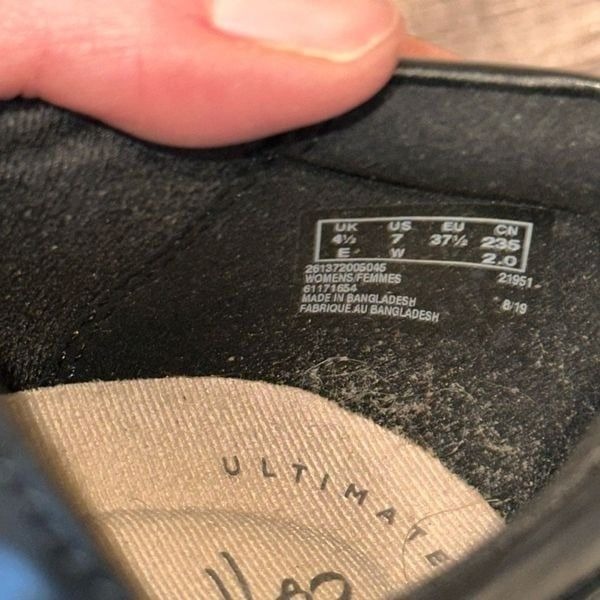 UK US EU CN
4½ 7 37½ 235
E W 2.0
261372005045 21951
WOMENS/FEMMES
61171654
MADE IN BANGLADESH 8/19
FABRIQUE AU BANGLADESH
ULTIMATE